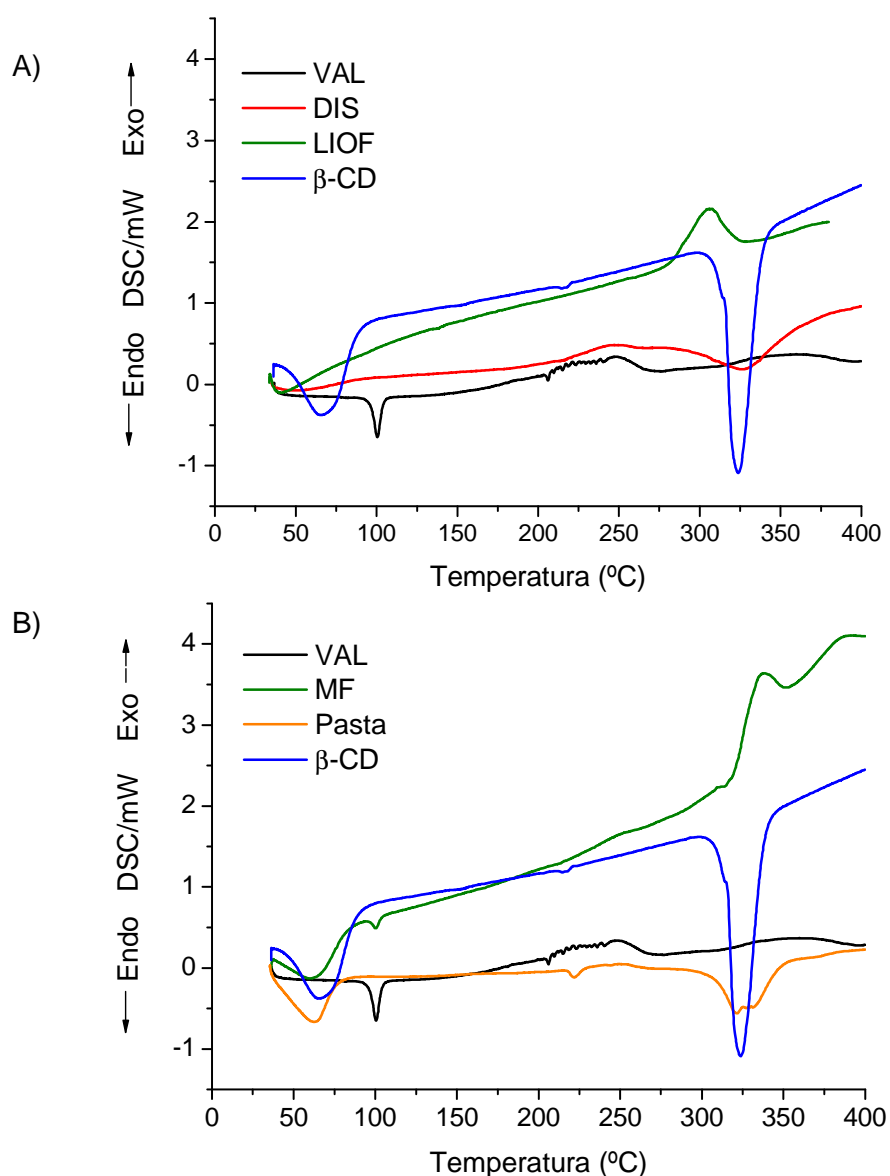 A)
Endo DSC/mW Exo
4
3
2
1
0
-1
VAL
DIS
LIOF
β-CD
0 50 100 150 200 250 300 350 400
Temperatura (ºC)
B)
Endo DSC/mW Exo
4
3
2
1
0
-1
VAL
MF
Pasta
β-CD
0 50 100 150 200 250 300 350 400
Temperatura (ºC)